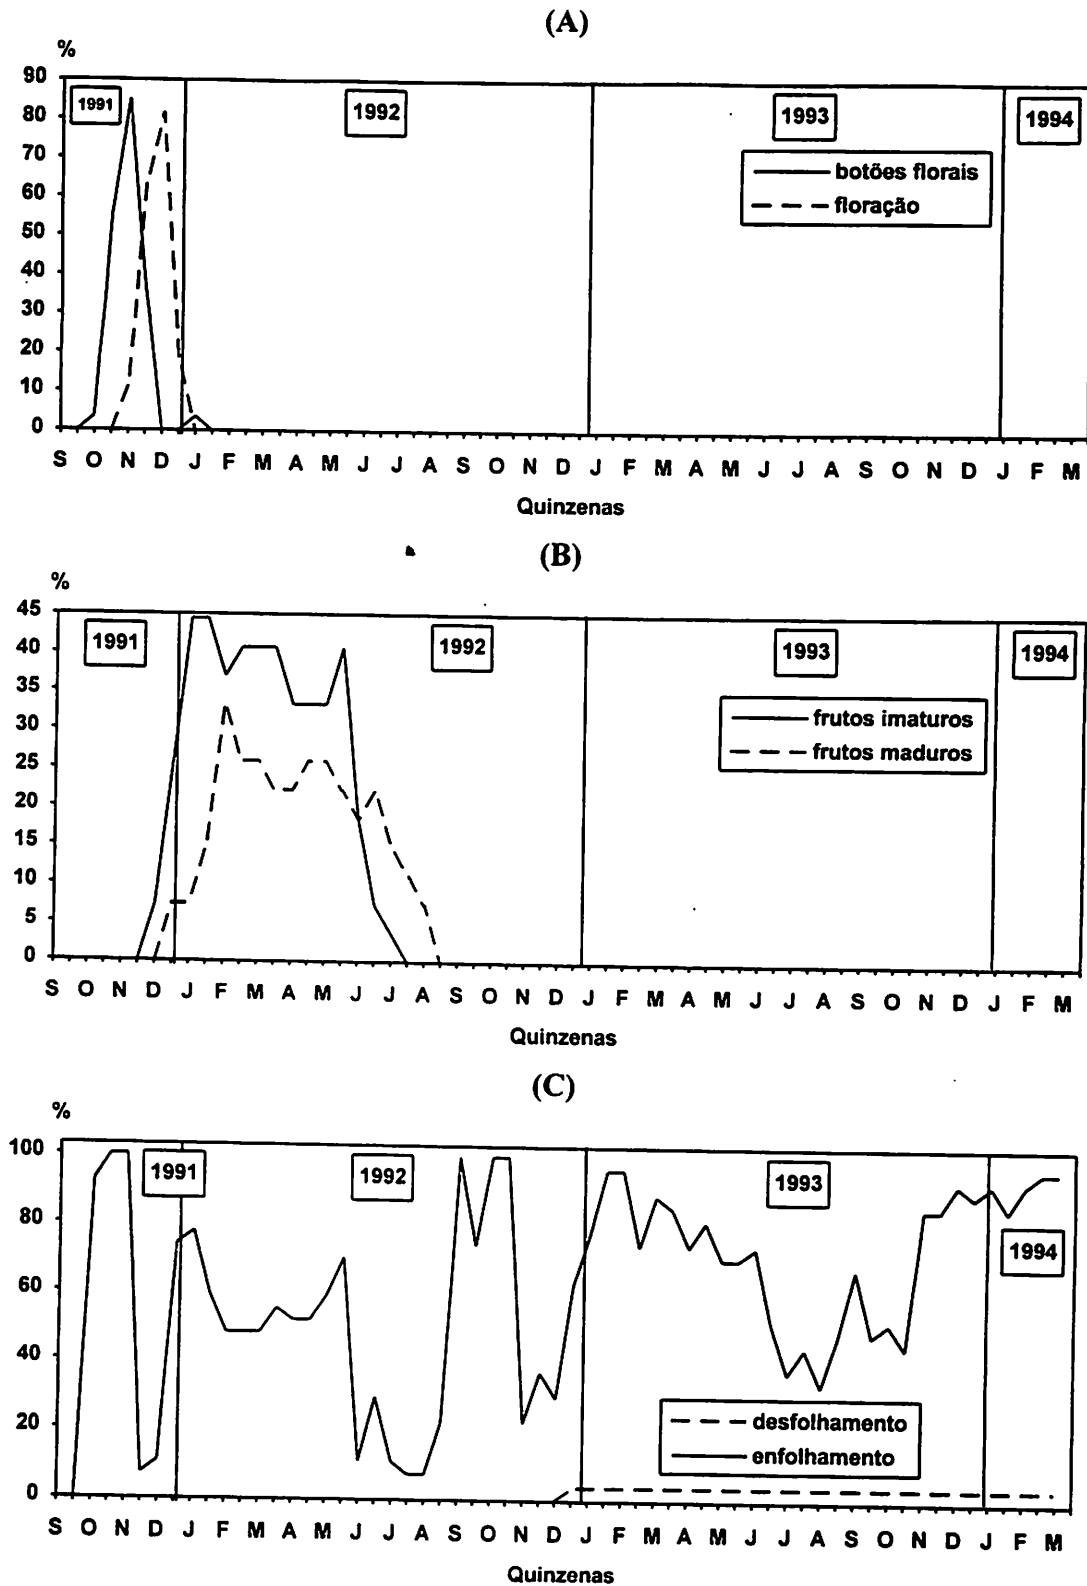 (A)
%
90
1991
1992
1993
1994
80
70
botões florais
60
floração
50
40
30
20
10
0
S O N D J F M A M J J A S O N D J F M A M J J A S O N D J F M
Quinzenas
(B)
%
45
1991
1992
1993
1994
40
35
frutos imaturos
30
frutos maduros
25
20
15
10
5
0
S O N D J F M A M J J A S O N D J F M A M J J A S O N D J F M
Quinzenas
(C)
%
100
1991
1992
1993
80
1994
60
40
desfolhamento
20
enfolhamento
0
S O N D J F M A M J J A S O N D J F M A M J J A S O N D J F M
Quinzenas